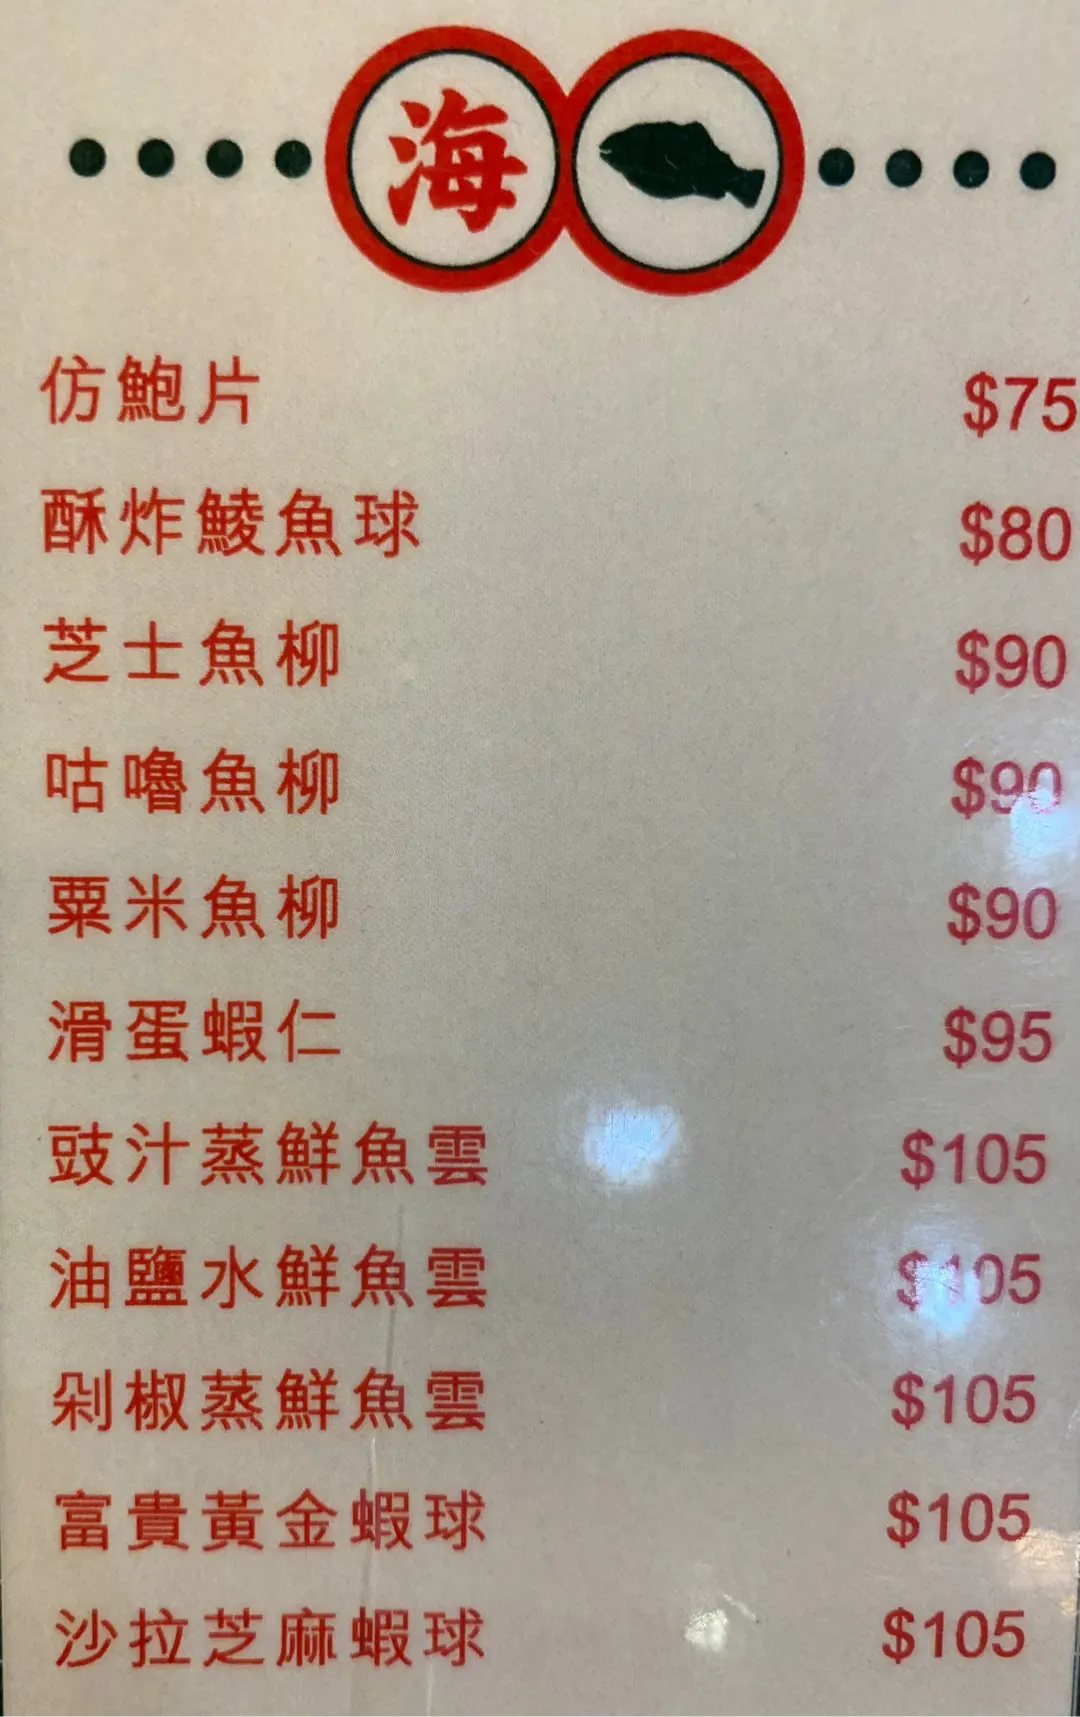 海
仿鮑片 $75
酥炸鯪魚球 $80
芝士魚柳 $90
咕嚕魚柳 $90
粟米魚柳 $90
滑蛋蝦仁 $95
豉汁蒸鮮魚雲 $105
油鹽水鮮魚雲 $105
剁椒蒸鮮魚雲 $105
富貴黃金蝦球 $105
沙拉芝麻蝦球 $105